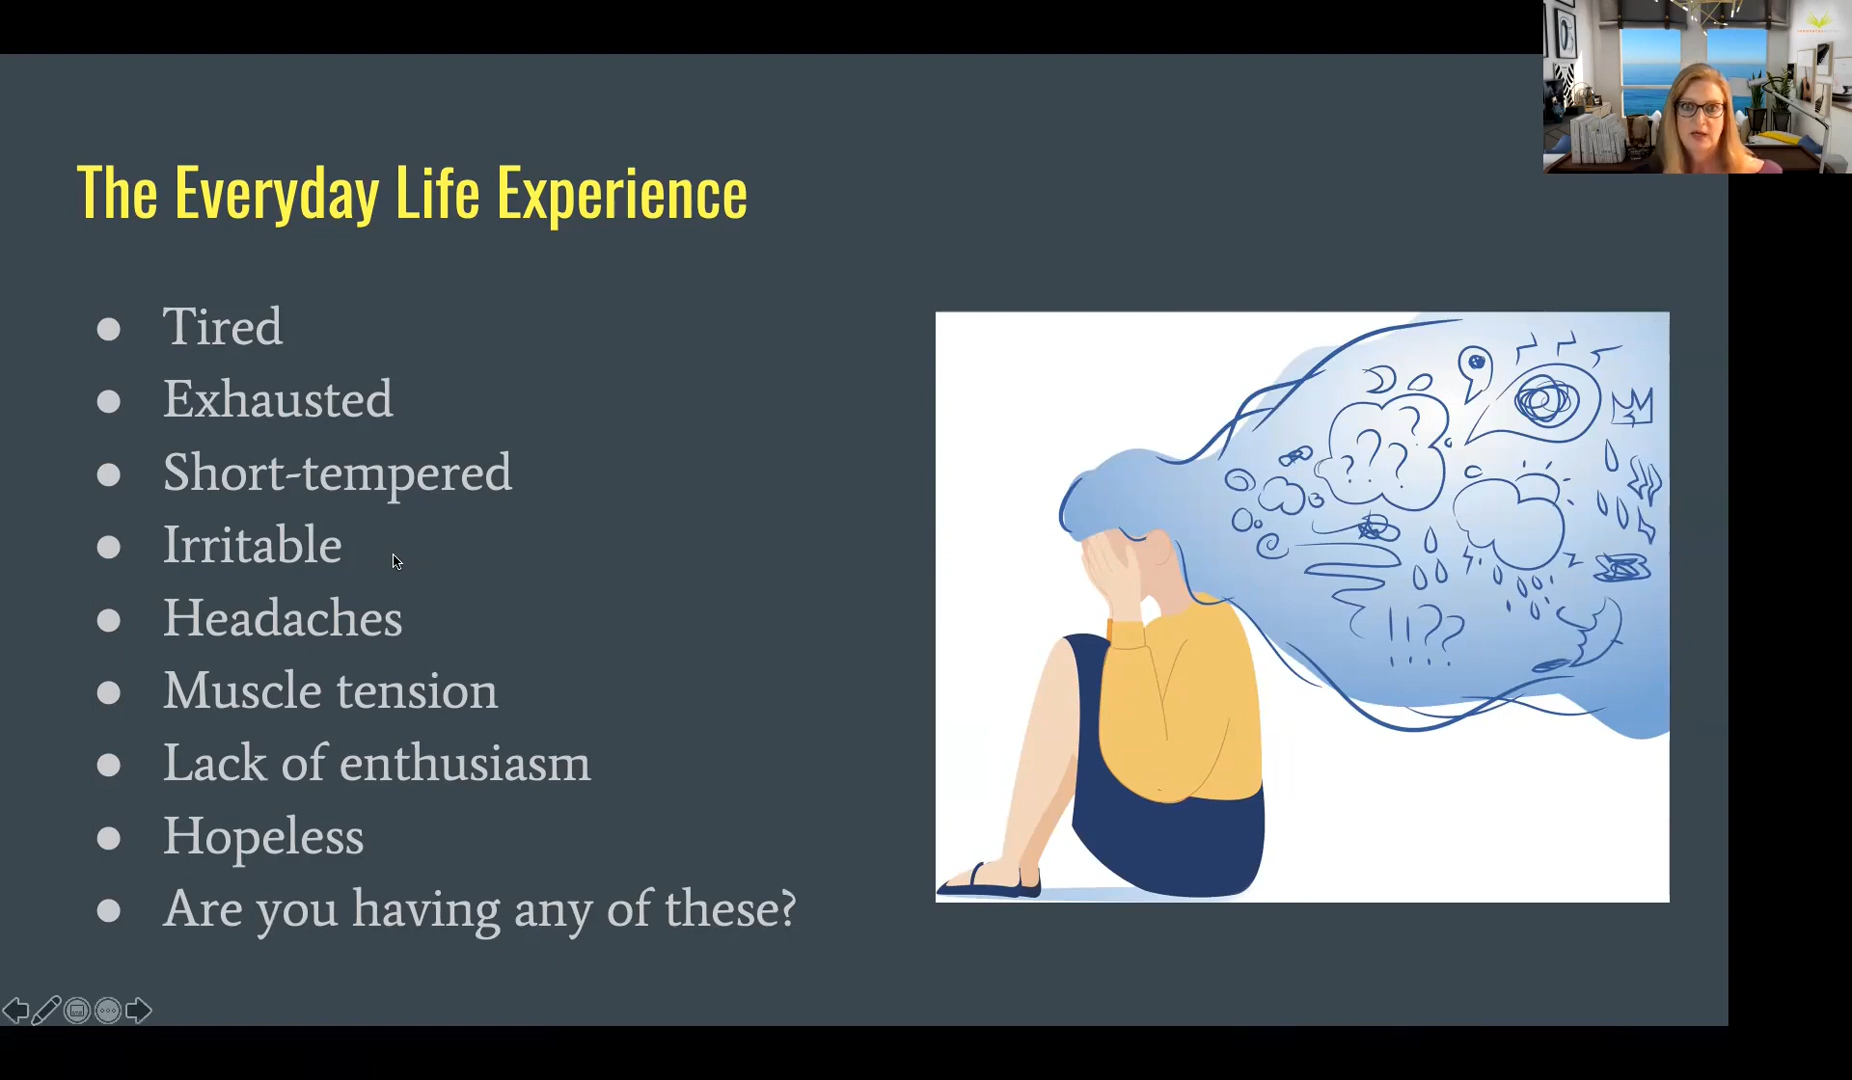 The Everyday Life Experience
● Tired
● Exhausted
● Short-tempered
● Irritable
● Headaches
● Muscle tension
● Lack of enthusiasm
● Hopeless
● Are you having any of these?
? ? ? ?
! ! ? ?